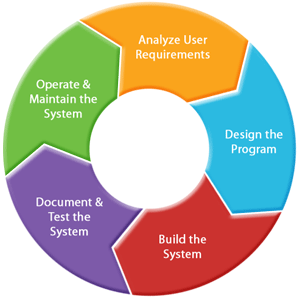 Analyze User
Requirements
Design the
Program
Build the
System
Document &
Test the
System
Operate &
Maintain the
System